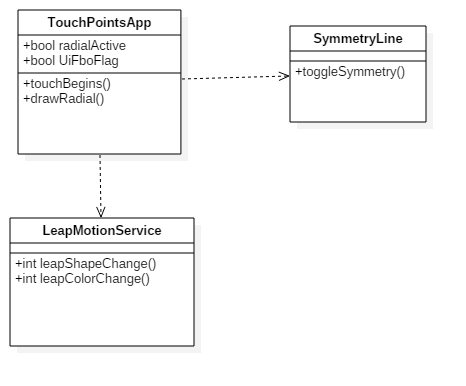 TouchPointsApp
+bool radialActive
+bool UiFboFlag
+touchBegins()
+drawRadial()
SymmetryLine
+toggleSymmetry()
LeapMotionService
+int leapShapeChange()
+int leapColorChange()